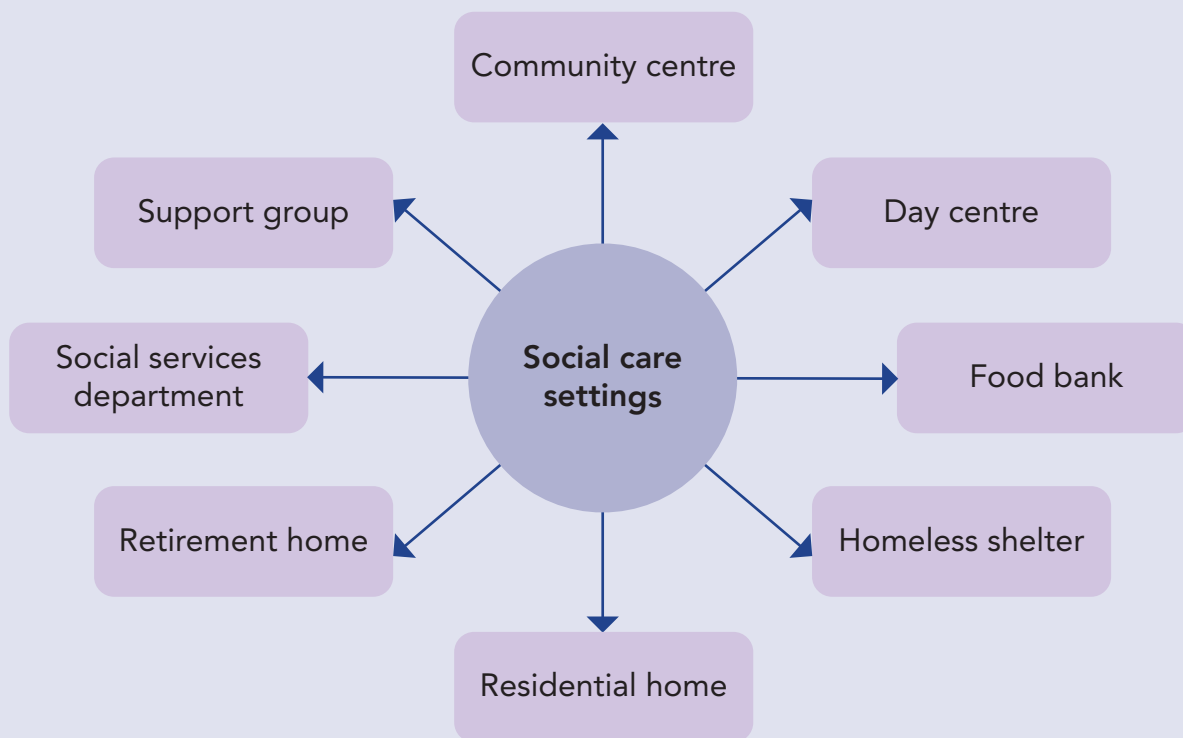 Community centre
Support group
Day centre
Social services
department
Social care
settings
Food bank
Retirement home
Homeless shelter
Residential home